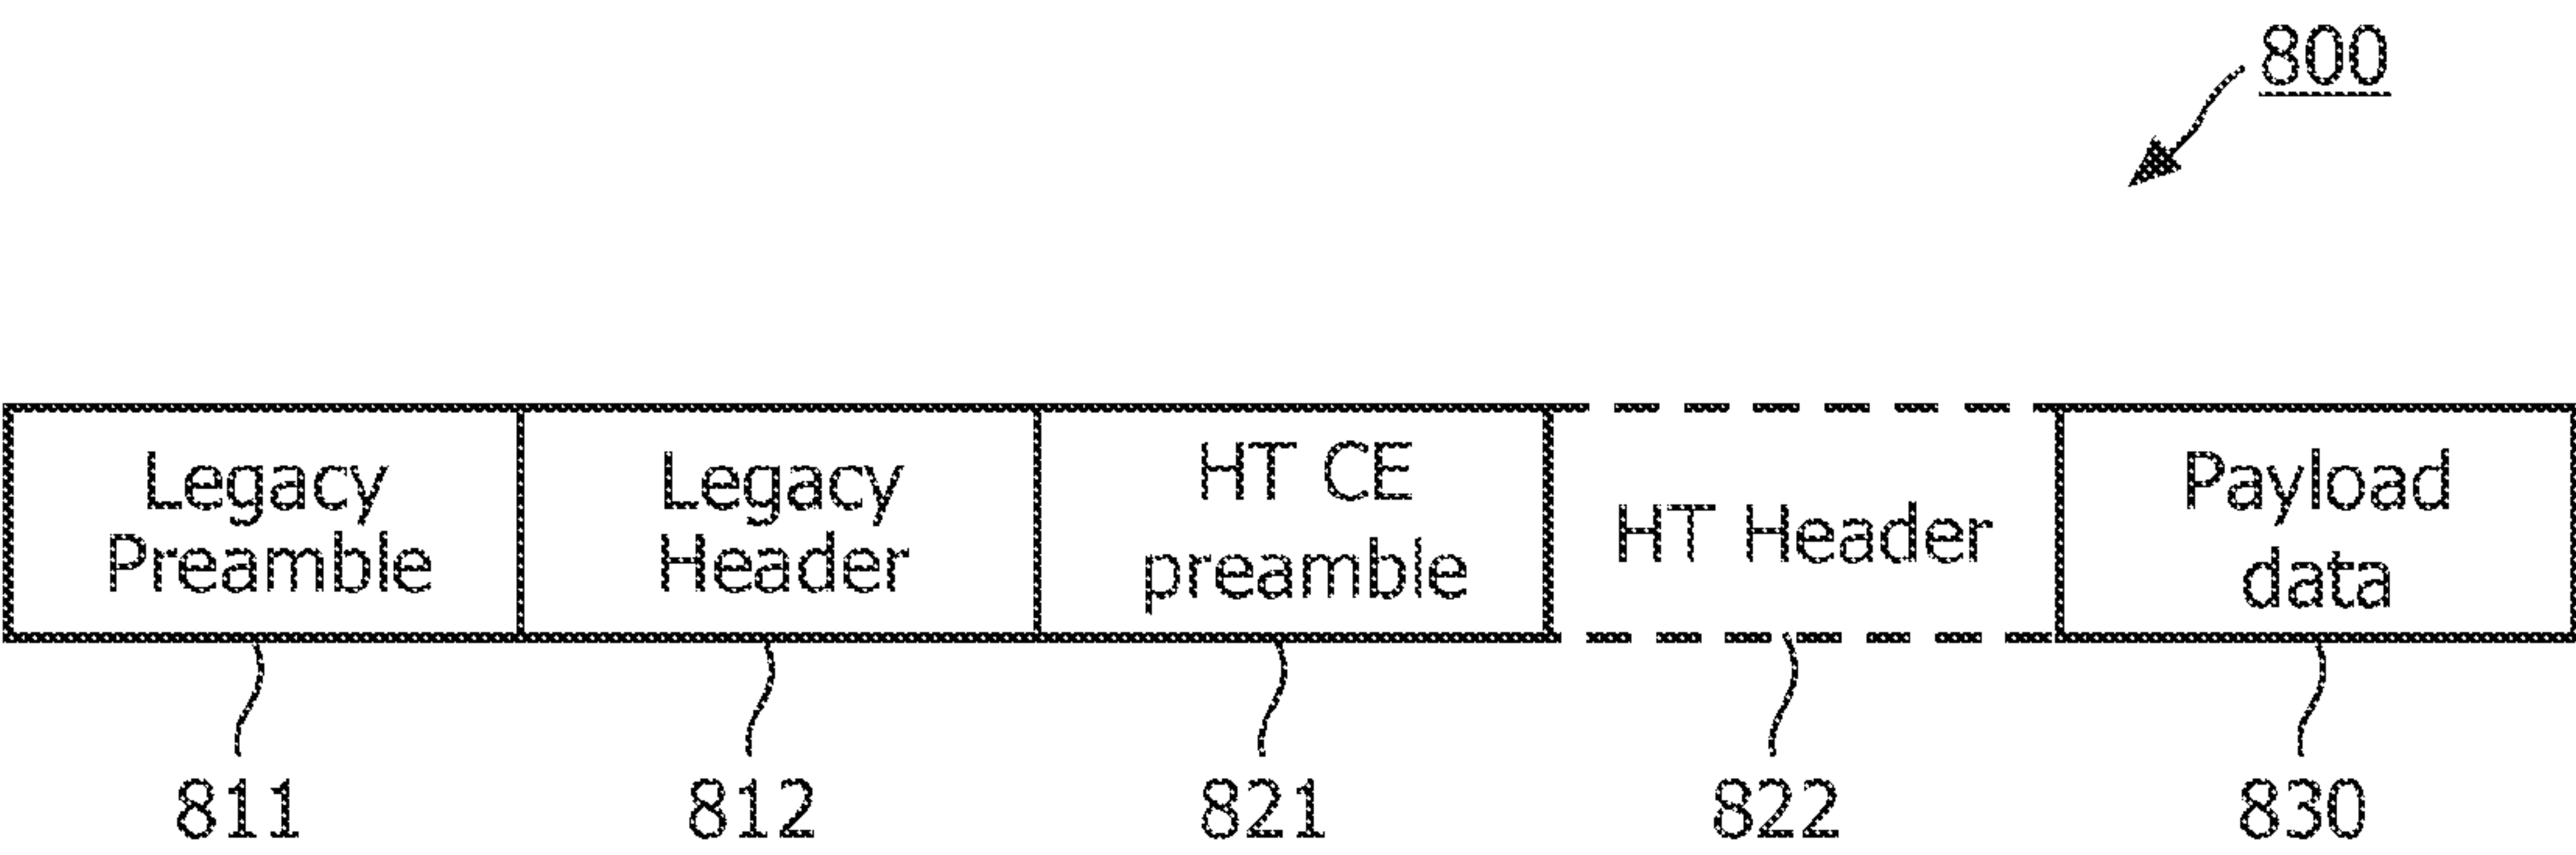 800
Legacy
Preamble
Legacy
Header
HT CE
preamble
HT Header
Payload
data
811
812
821
822
830